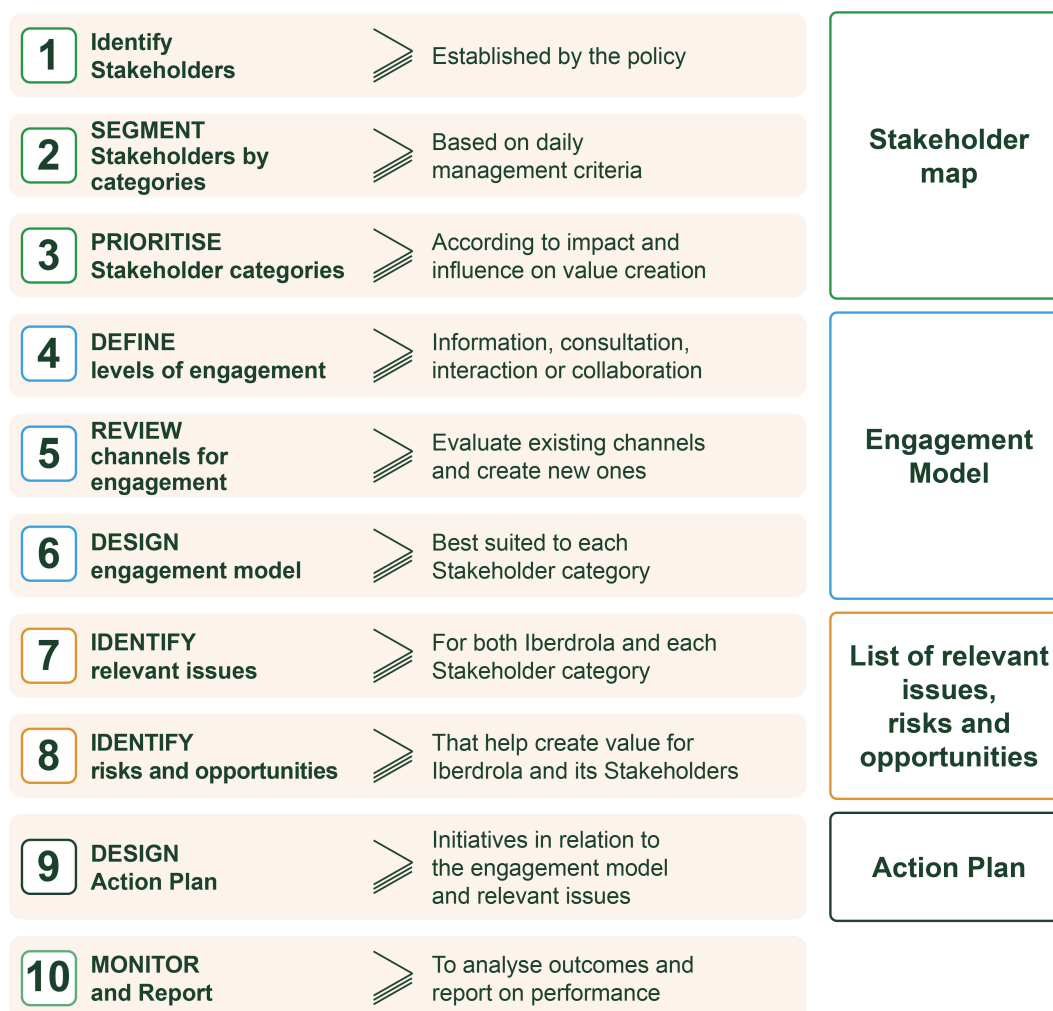 1
Identify
Stakeholders
Established by the policy
2
SEGMENT
Stakeholders by
categories
Based on daily
management criteria
3
PRIORITISE
Stakeholder categories
According to impact and
influence on value creation
Stakeholder
map
4
DEFINE
levels of engagement
Information, consultation,
interaction or collaboration
5
REVIEW
channels for
engagement
Evaluate existing channels
and create new ones
6
DESIGN
engagement model
Best suited to each
Stakeholder category
Engagement
Model
7
IDENTIFY
relevant issues
For both Iberdrola and each
Stakeholder category
8
IDENTIFY
risks and opportunities
That help create value for
Iberdrola and its Stakeholders
List of relevant
issues,
risks and
opportunities
9
DESIGN
Action Plan
Initiatives in relation to
the engagement model
and relevant issues
Action Plan
10
MONITOR
and Report
To analyse outcomes and
report on performance